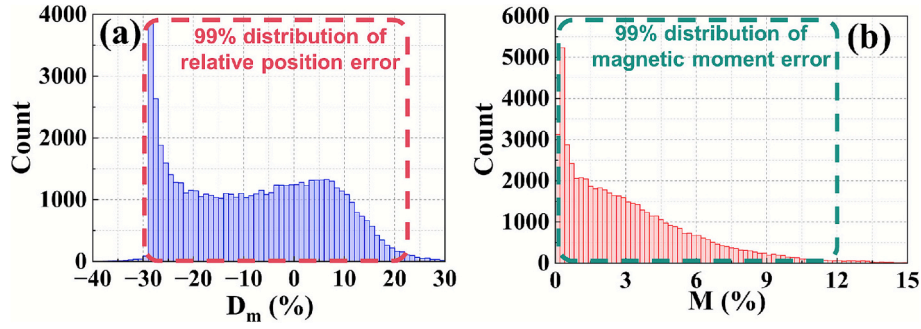 (a)
99% distribution of
relative position error
Count
4000
3000
2000
1000
0
−40 −30 −20 −10 0 10 20 30
Dm (%)
(b)
99% distribution of
magnetic moment error
Count
6000
5000
4000
3000
2000
1000
0
0 3 6 9 12 15
M (%)